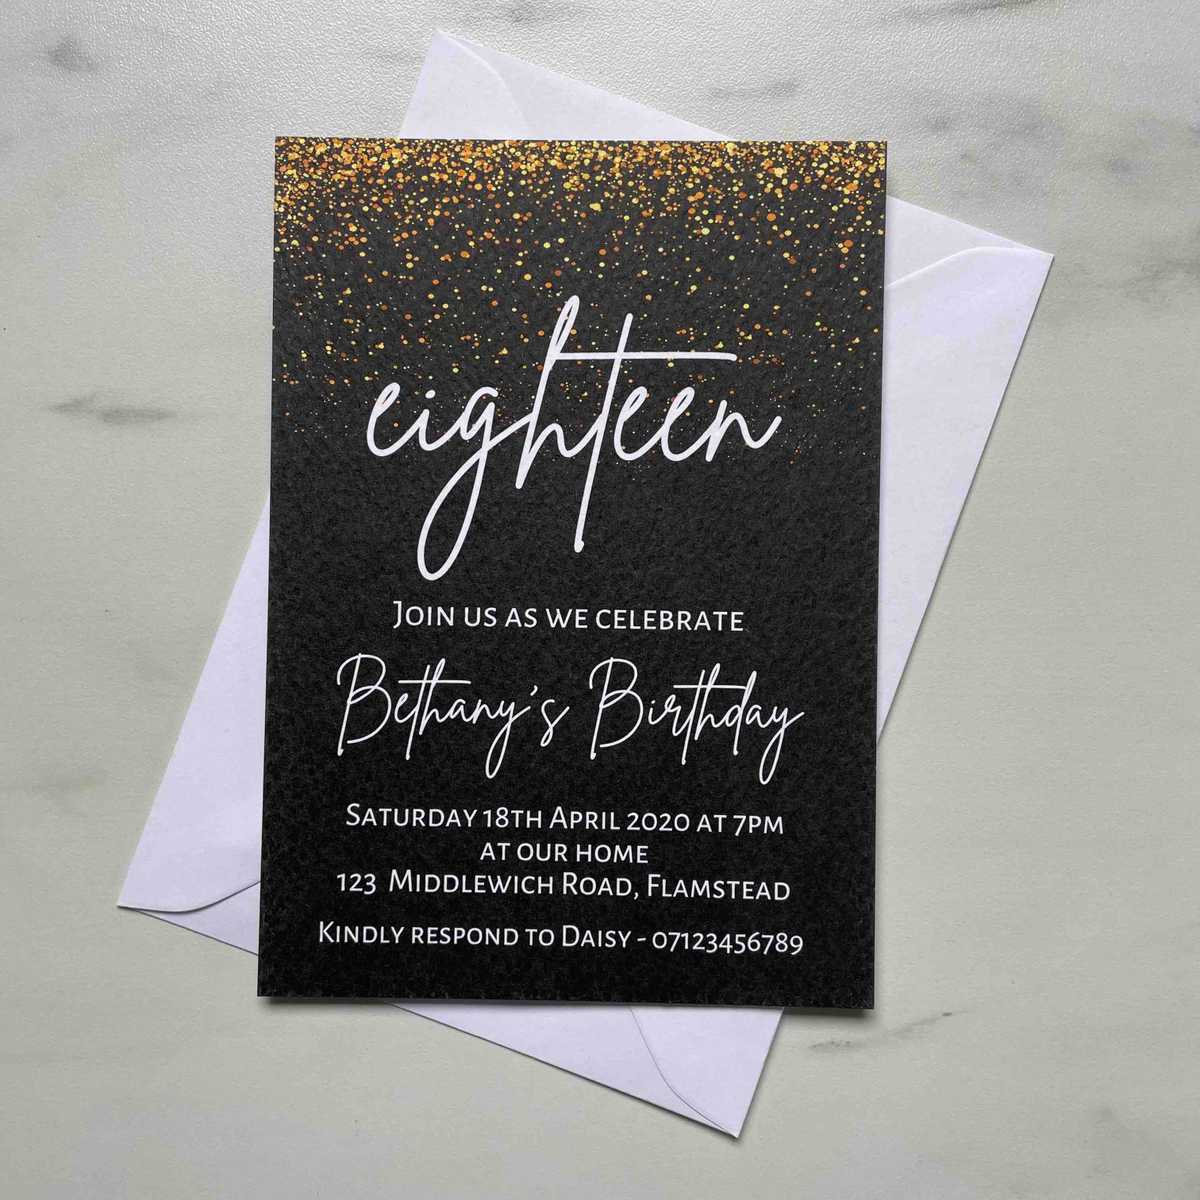 eighteen
Join us as we celebrate
Bethany's Birthday
Saturday 18th April 2020 at 7pm
at our home
123 Middlewich Road, Flamstead
Kindly respond to Daisy - 07123456789